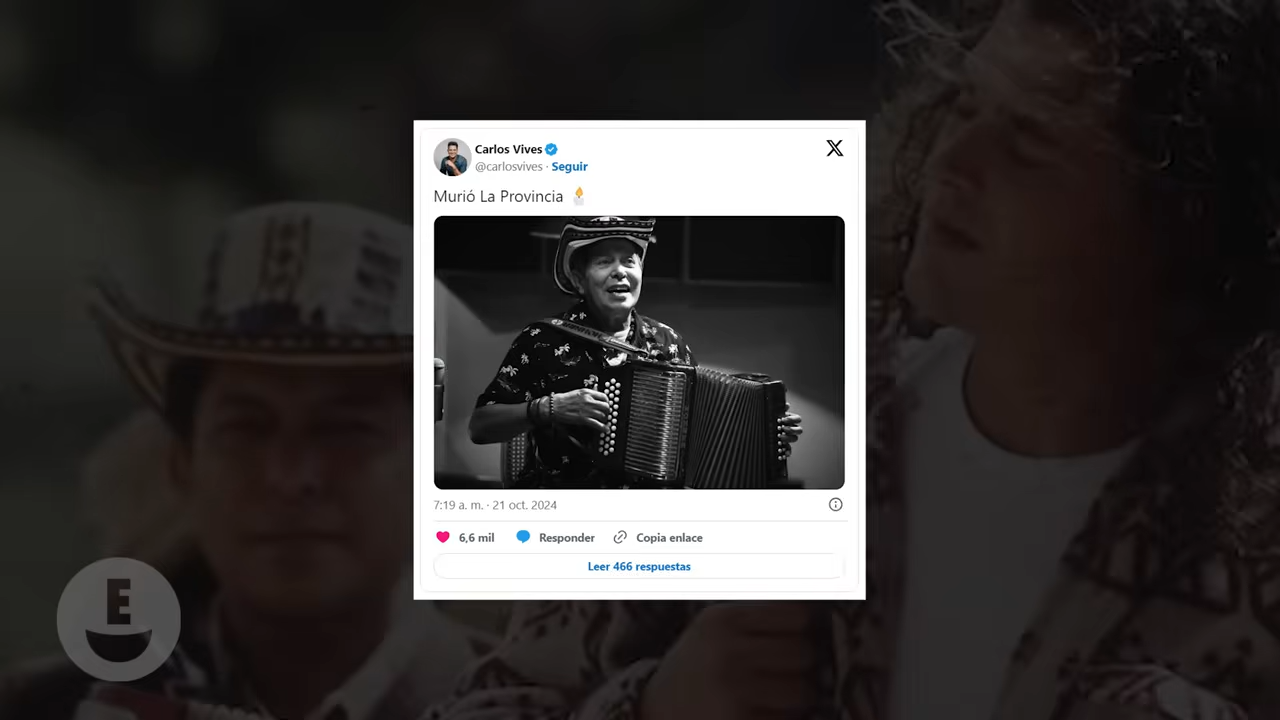 Carlos Vives
@carlosvives · Seguir
Murió La Provincia
7:19 a. m. · 21 oct. 2024
6,6 mil Responder Copia enlace
Leer 466 respuestas
E